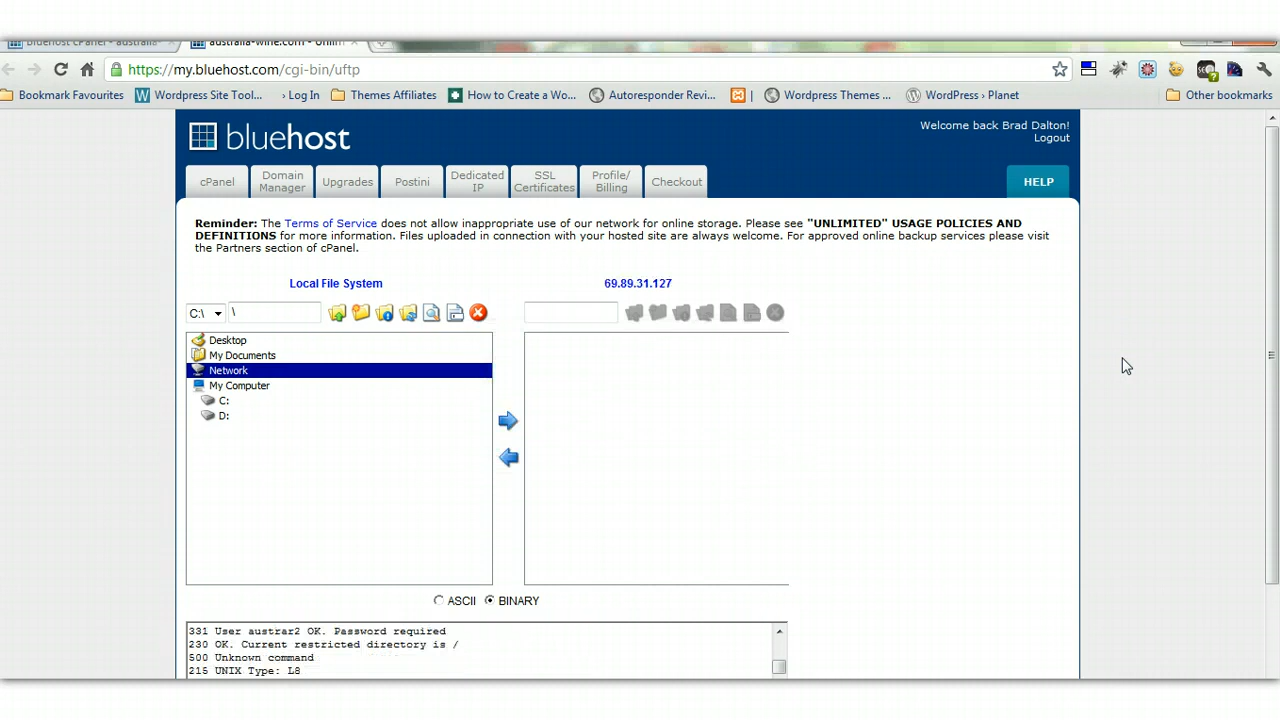 bluehost cPanel - australia
australia-wine.com - Unlim
https://my.bluehost.com/cgi-bin/uftp
Bookmark Favourites
Wordpress Site Tool...
› Log In
Themes Affiliates
How to Create a Wo...
Autoresponder Revi...
|
Wordpress Themes ...
WordPress › Planet
Other bookmarks
bluehost
Welcome back Brad Dalton!
Logout
cPanel
Domain Manager
Upgrades
Postini
Dedicated IP
SSL Certificates
Profile/ Billing
Checkout
HELP
Reminder: The Terms of Service does not allow inappropriate use of our network for online storage. Please see "UNLIMITED" USAGE POLICIES AND
DEFINITIONS for more information. Files uploaded in connection with your hosted site are always welcome. For approved online backup services please visit
the Partners section of cPanel.
Local File System
69.89.31.127
C:\
\
Desktop
My Documents
Network
My Computer
C:
D:
ASCII
BINARY
331 User austrar2 OK. Password required
230 OK. Current restricted directory is /
500 Unknown command
215 UNIX Type: L8